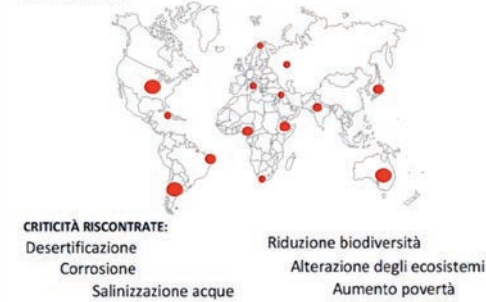 CRITICITÀ RISCONTRATE:
Desertificazione
Corrosione
Salinizzazione acque
Riduzione biodiversità
Alterazione degli ecosistemi
Aumento povertà